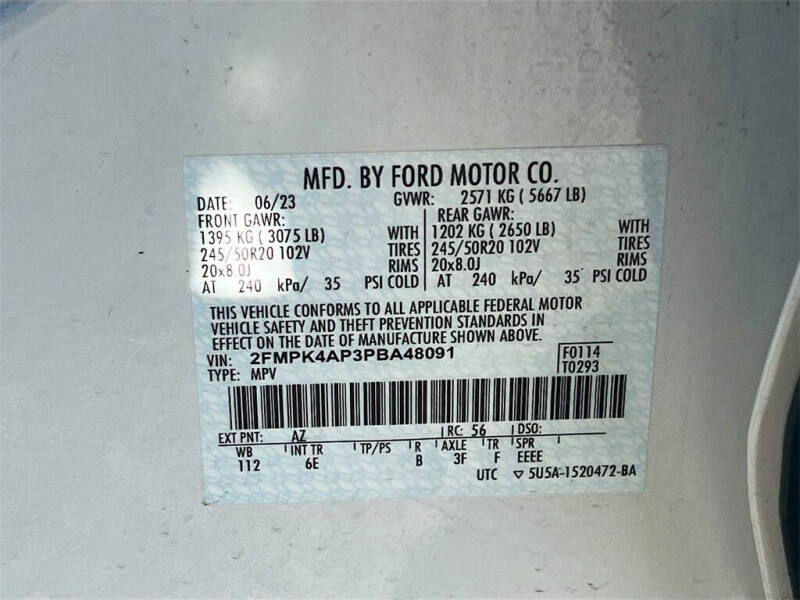 MFD. BY FORD MOTOR CO.
DATE: 06/23 GVWR: 2571 KG ( 5667 LB)
FRONT GAWR: REAR GAWR:
1395 KG ( 3075 LB) WITH 1202 KG ( 2650 LB) WITH
245/50R20 102V TIRES 245/50R20 102V TIRES
20x8.0J RIMS 20x8.0J RIMS
AT 240 kPa/ 35 PSI COLD AT 240 kPa/ 35 PSI COLD
THIS VEHICLE CONFORMS TO ALL APPLICABLE FEDERAL MOTOR
VEHICLE SAFETY AND THEFT PREVENTION STANDARDS IN
EFFECT ON THE DATE OF MANUFACTURE SHOWN ABOVE.
VIN: 2FMPK4AP3PBA48091 F0114
TYPE: MPV T0293
EXT PNT: AZ RC: 56 DSO:
WB INT TR TP/PS R AXLE TR SPR
112 6E B 3F F EEEE
UTC ▽ 5U5A-1520472-BA